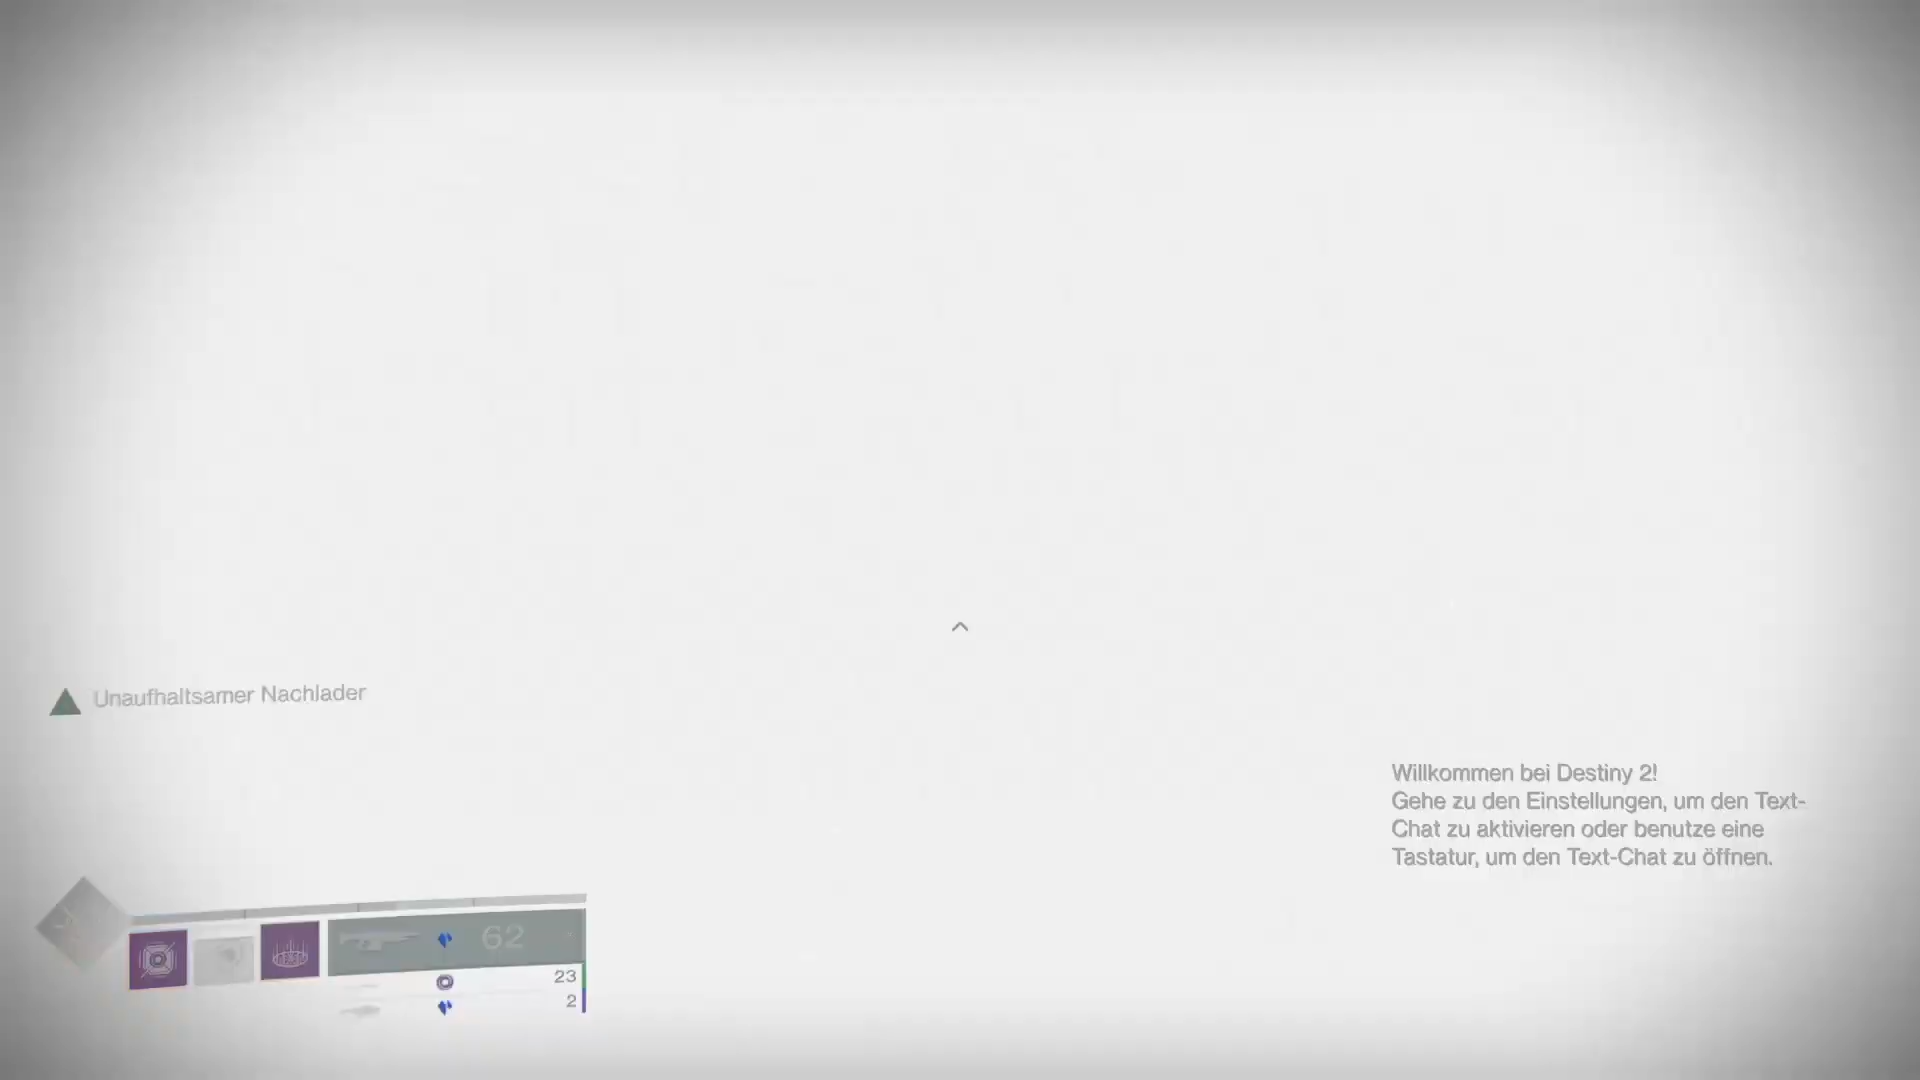 Unaufhaltsamer Nachlader
Willkommen bei Destiny 2!
Gehe zu den Einstellungen, um den Text-
Chat zu aktivieren oder benutze eine
Tastatur, um den Text-Chat zu öffnen.
62
23
2